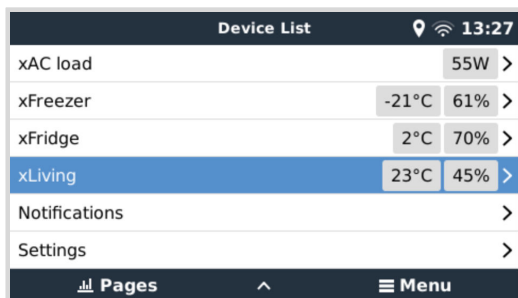 Device List 13:27
xAC load 55W
xFreezer -21°C 61%
xFridge 2°C 70%
xLiving 23°C 45%
Notifications
Settings
Pages Menu